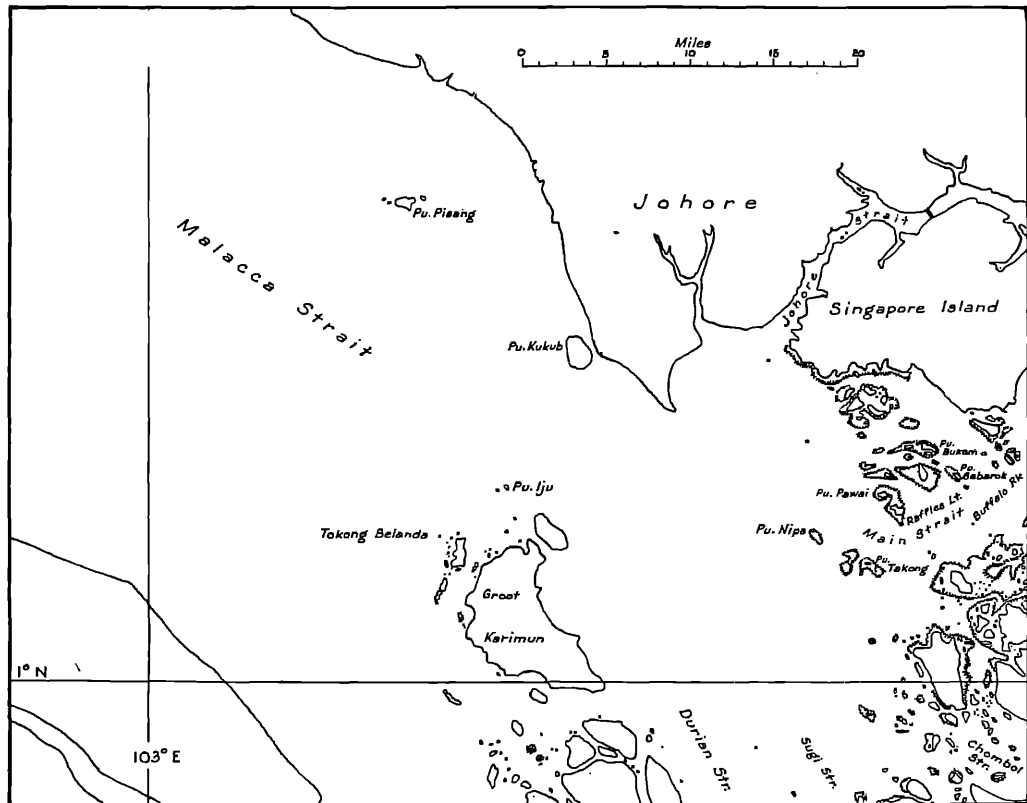 Miles
0 5 10 15 20
Johore
Pu. Pisang
Malacca Strait
Johore Strait
Singapore Island
Pu. Kukub
Pu. Bukom
Pu. Sabarok
Pu. Iju
Pu. Pawai
Raffles Lt.
Buffalo Rk
Main Strait
Tokong Belanda
Pu. Nipa
Pu. Takong
Groot
Karimun
1° N
Durian Str.
Sugi Str.
Chombol
Str.
103° E